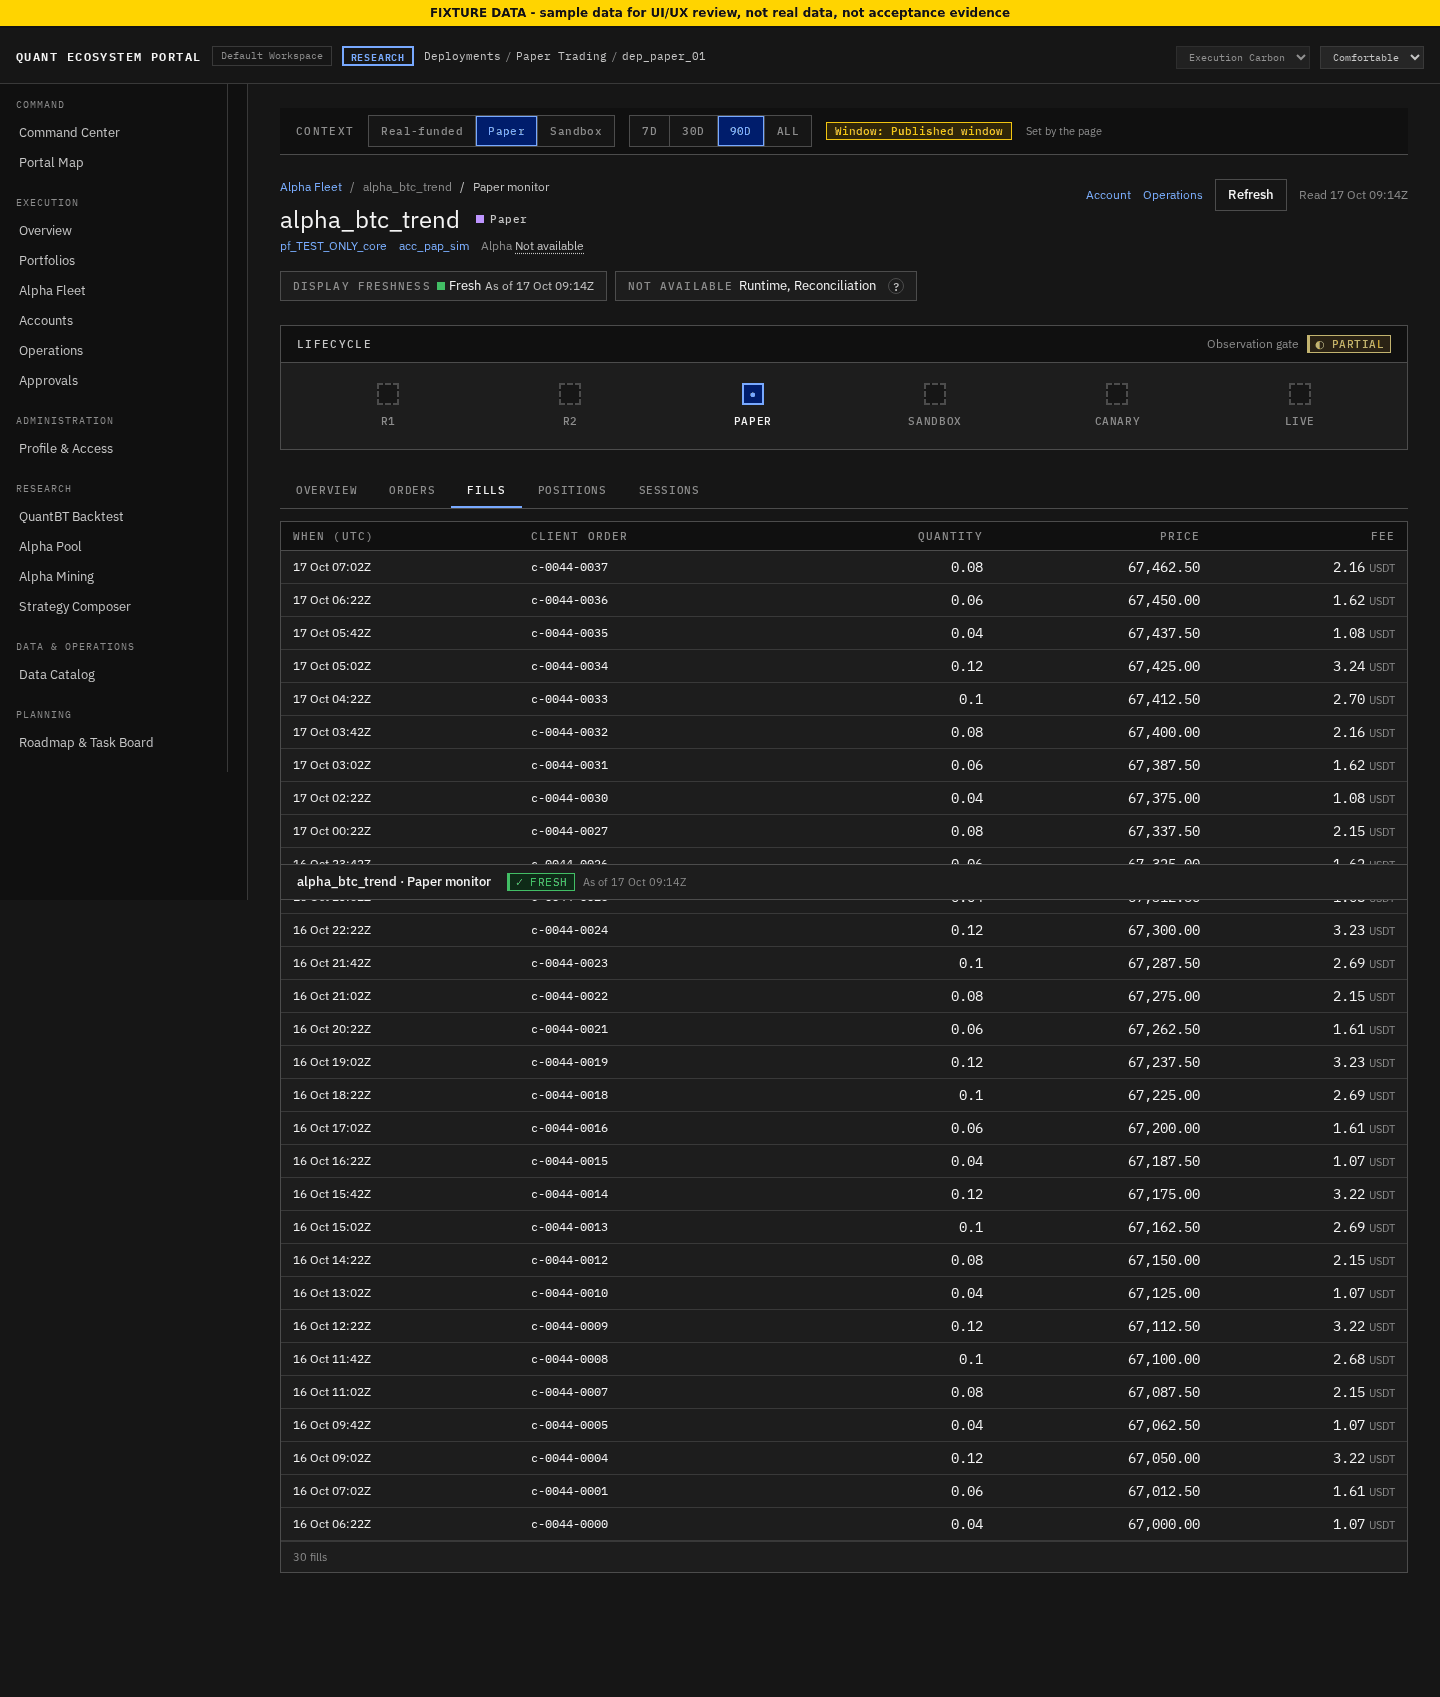 FIXTURE DATA - sample data for UI/UX review, not real data, not acceptance evidence
QUANT ECOSYSTEM PORTAL Default Workspace RESEARCH Deployments / Paper Trading / dep_paper_01 Execution Carbon Comfortable
COMMAND
Command Center
Portal Map
EXECUTION
Overview
Portfolios
Alpha Fleet
Accounts
Operations
Approvals
ADMINISTRATION
Profile & Access
RESEARCH
QuantBT Backtest
Alpha Pool
Alpha Mining
Strategy Composer
DATA & OPERATIONS
Data Catalog
PLANNING
Roadmap & Task Board
CONTEXT Real-funded Paper Sandbox 7D 30D 90D ALL Window: Published window Set by the page
Alpha Fleet / alpha_btc_trend / Paper monitor
Account Operations Refresh Read 17 Oct 09:14Z
alpha_btc_trend Paper
pf_TEST_ONLY_core acc_pap_sim Alpha Not available
DISPLAY FRESHNESS Fresh As of 17 Oct 09:14Z NOT AVAILABLE Runtime, Reconciliation ?
LIFECYCLE Observation gate ◐ PARTIAL
R1 R2 PAPER SANDBOX CANARY LIVE
OVERVIEW ORDERS FILLS POSITIONS SESSIONS
WHEN (UTC) CLIENT ORDER QUANTITY PRICE FEE
17 Oct 07:02Z c-0044-0037 0.08 67,462.50 2.16 USDT
17 Oct 06:22Z c-0044-0036 0.06 67,450.00 1.62 USDT
17 Oct 05:42Z c-0044-0035 0.04 67,437.50 1.08 USDT
17 Oct 05:02Z c-0044-0034 0.12 67,425.00 3.24 USDT
17 Oct 04:22Z c-0044-0033 0.1 67,412.50 2.70 USDT
17 Oct 03:42Z c-0044-0032 0.08 67,400.00 2.16 USDT
17 Oct 03:02Z c-0044-0031 0.06 67,387.50 1.62 USDT
17 Oct 02:22Z c-0044-0030 0.04 67,375.00 1.08 USDT
17 Oct 00:22Z c-0044-0027 0.08 67,337.50 2.15 USDT
16 Oct 23:42Z c-0044-0026 0.06 67,325.00 1.62 USDT
alpha_btc_trend · Paper monitor ✓ FRESH As of 17 Oct 09:14Z
16 Oct 22:22Z c-0044-0024 0.12 67,300.00 3.23 USDT
16 Oct 21:42Z c-0044-0023 0.1 67,287.50 2.69 USDT
16 Oct 21:02Z c-0044-0022 0.08 67,275.00 2.15 USDT
16 Oct 20:22Z c-0044-0021 0.06 67,262.50 1.61 USDT
16 Oct 19:02Z c-0044-0019 0.12 67,237.50 3.23 USDT
16 Oct 18:22Z c-0044-0018 0.1 67,225.00 2.69 USDT
16 Oct 17:02Z c-0044-0016 0.06 67,200.00 1.61 USDT
16 Oct 16:22Z c-0044-0015 0.04 67,187.50 1.07 USDT
16 Oct 15:42Z c-0044-0014 0.12 67,175.00 3.22 USDT
16 Oct 15:02Z c-0044-0013 0.1 67,162.50 2.69 USDT
16 Oct 14:22Z c-0044-0012 0.08 67,150.00 2.15 USDT
16 Oct 13:02Z c-0044-0010 0.04 67,125.00 1.07 USDT
16 Oct 12:22Z c-0044-0009 0.12 67,112.50 3.22 USDT
16 Oct 11:42Z c-0044-0008 0.1 67,100.00 2.68 USDT
16 Oct 11:02Z c-0044-0007 0.08 67,087.50 2.15 USDT
16 Oct 09:42Z c-0044-0005 0.04 67,062.50 1.07 USDT
16 Oct 09:02Z c-0044-0004 0.12 67,050.00 3.22 USDT
16 Oct 07:02Z c-0044-0001 0.06 67,012.50 1.61 USDT
16 Oct 06:22Z c-0044-0000 0.04 67,000.00 1.07 USDT
30 fills